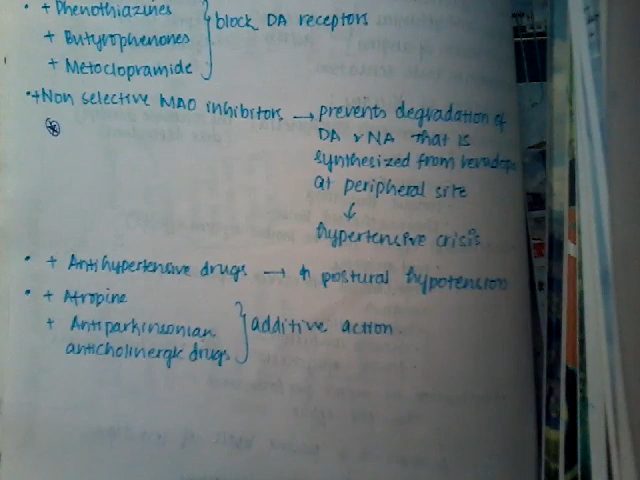 • + Phenothiazines } block DA receptors
+ Butyrophenones
+ Metoclopramide
• + Non selective MAO inhibitors → prevents degradation of
DA & NA that is
synthesized from levodopa
at peripheral site
↓
hypertensive crisis
• + Antihypertensive drugs → ↑ postural hypotension
• + Atropine
+ Antiparkinsonian } additive action.
anticholinergic drugs